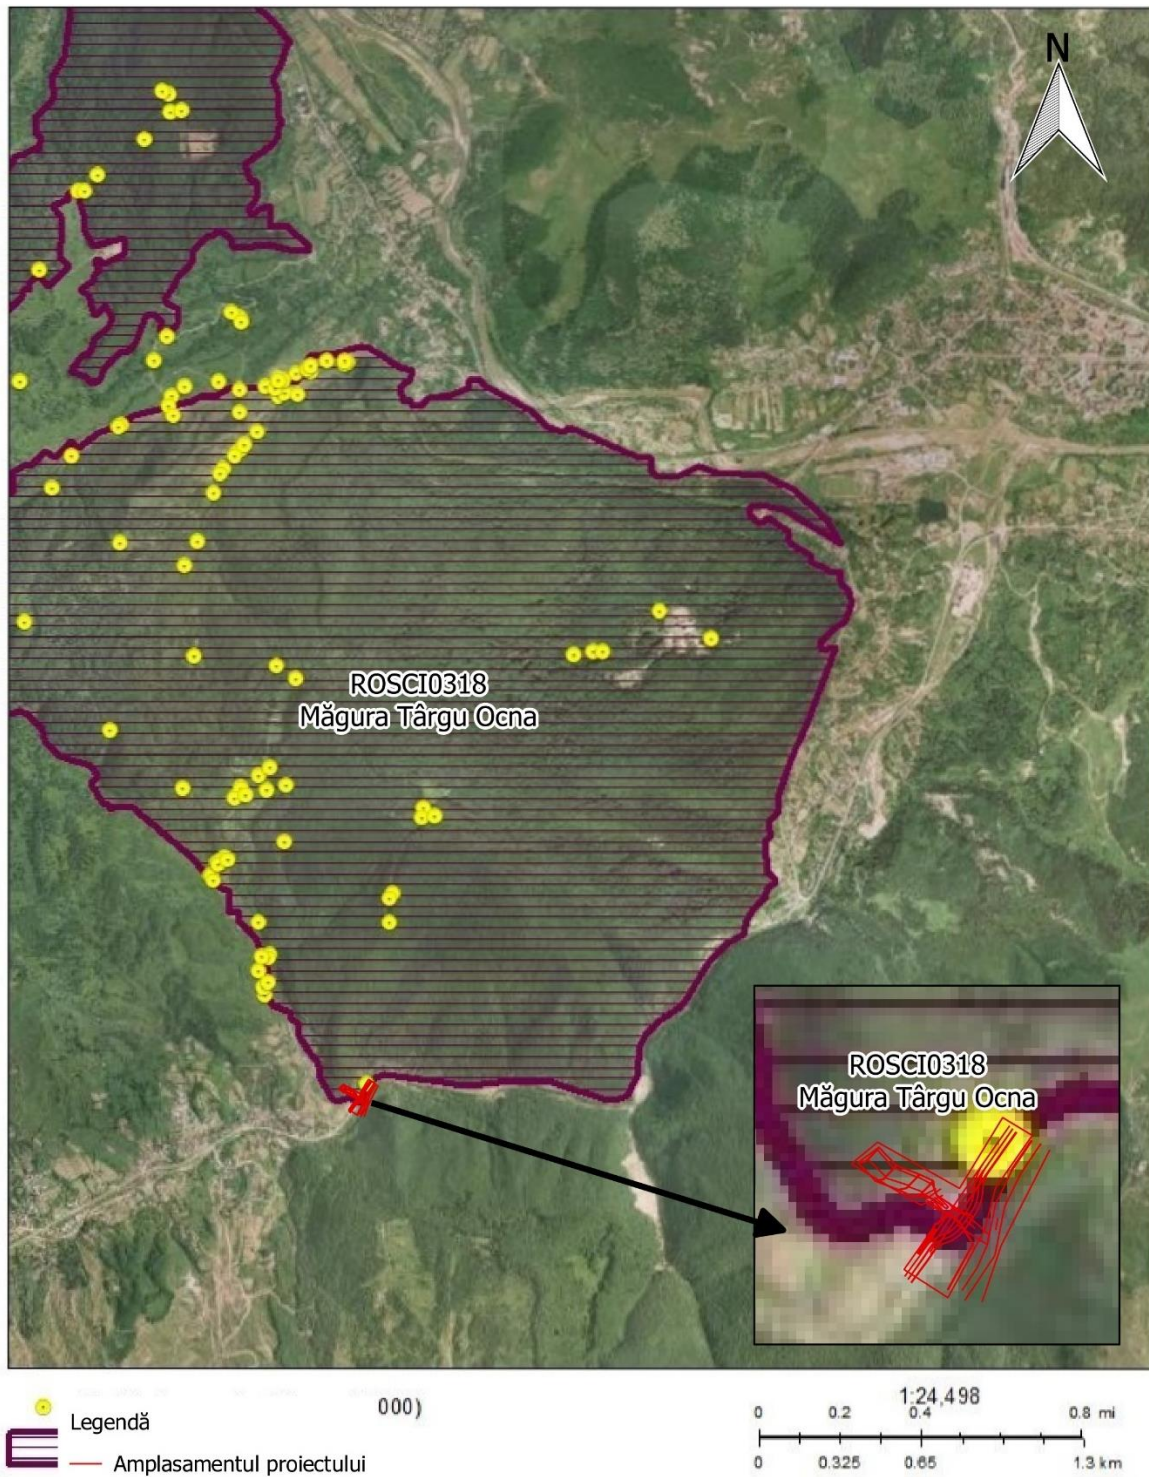 N
ROSCI0318
Măgura Târgu Ocna
ROSCI0318
Măgura Târgu Ocna
000)
Legendă
Amplasamentul proiectului
1:24,498
0 0.2 0.4 0.8 mi
0 0.325 0.65 1.3 km